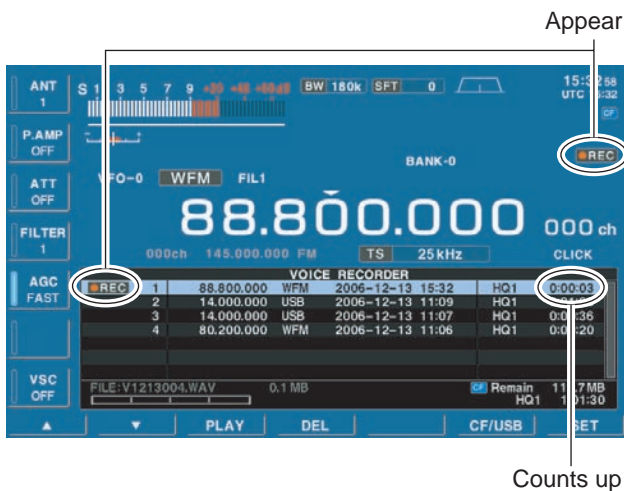 Appear
ANT 1
S 1 3 5 7 9 +20 +40 +60dB BW 180k SFT 0
UTC
CF
P.AMP OFF
BANK-0
REC
ATT OFF
VFO-0 WFM FIL1
88.800.000 000 ch
FILTER 1
000ch 145.000.000 FM TS 25kHz CLICK
VOICE RECORDER
AGC FAST
REC 1 88.800.000 WFM 2006-12-13 15:32 HQ1 0:00:03
2 14.000.000 USB 2006-12-13 11:09 HQ1
3 14.000.000 USB 2006-12-13 11:07 HQ1
4 80.200.000 WFM 2006-12-13 11:06 HQ1
VSC OFF
FILE:V1213004.WAV 0.1 MB CF Remain
HQ1
▲ ▼ PLAY DEL CF/USB SET
Counts up